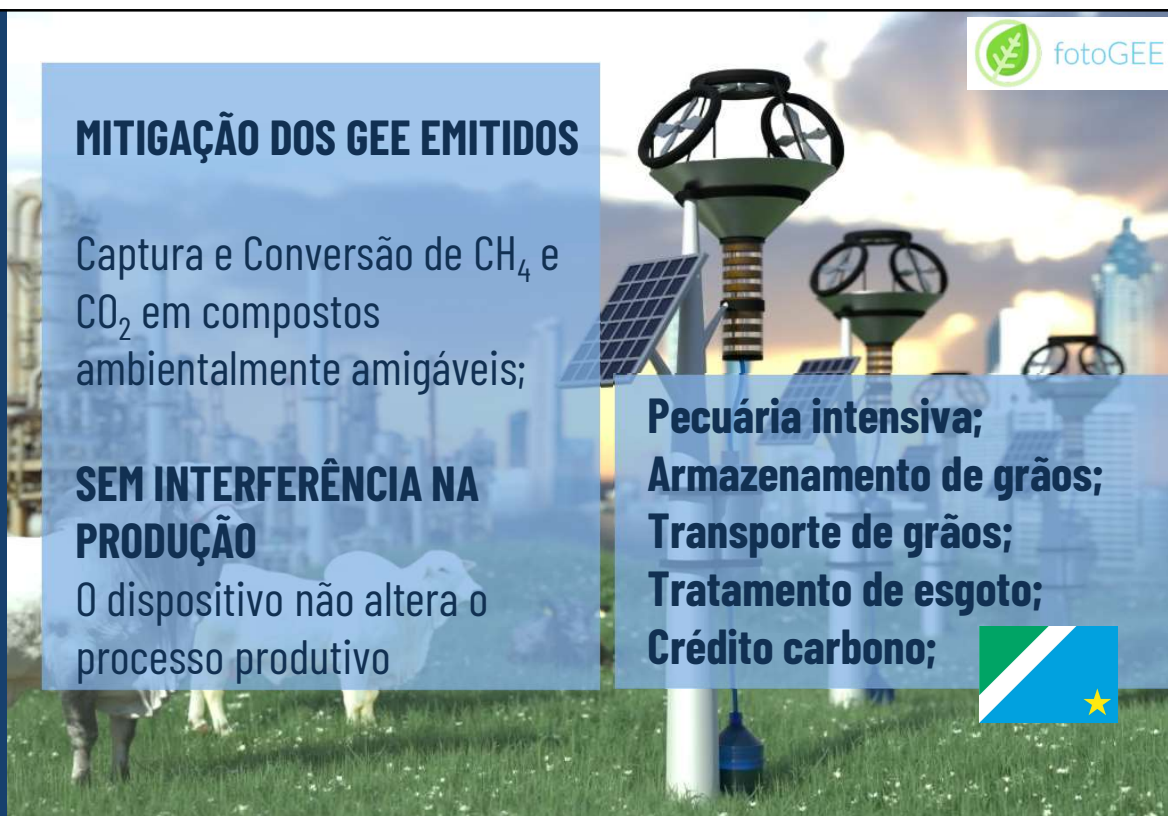 fotoGEE
MITIGAÇÃO DOS GEE EMITIDOS
Captura e Conversão de CH₄ e
CO₂ em compostos
ambientalmente amigáveis;
SEM INTERFERÊNCIA NA
PRODUÇÃO
O dispositivo não altera o
processo produtivo
Pecuária intensiva;
Armazenamento de grãos;
Transporte de grãos;
Tratamento de esgoto;
Crédito carbono;